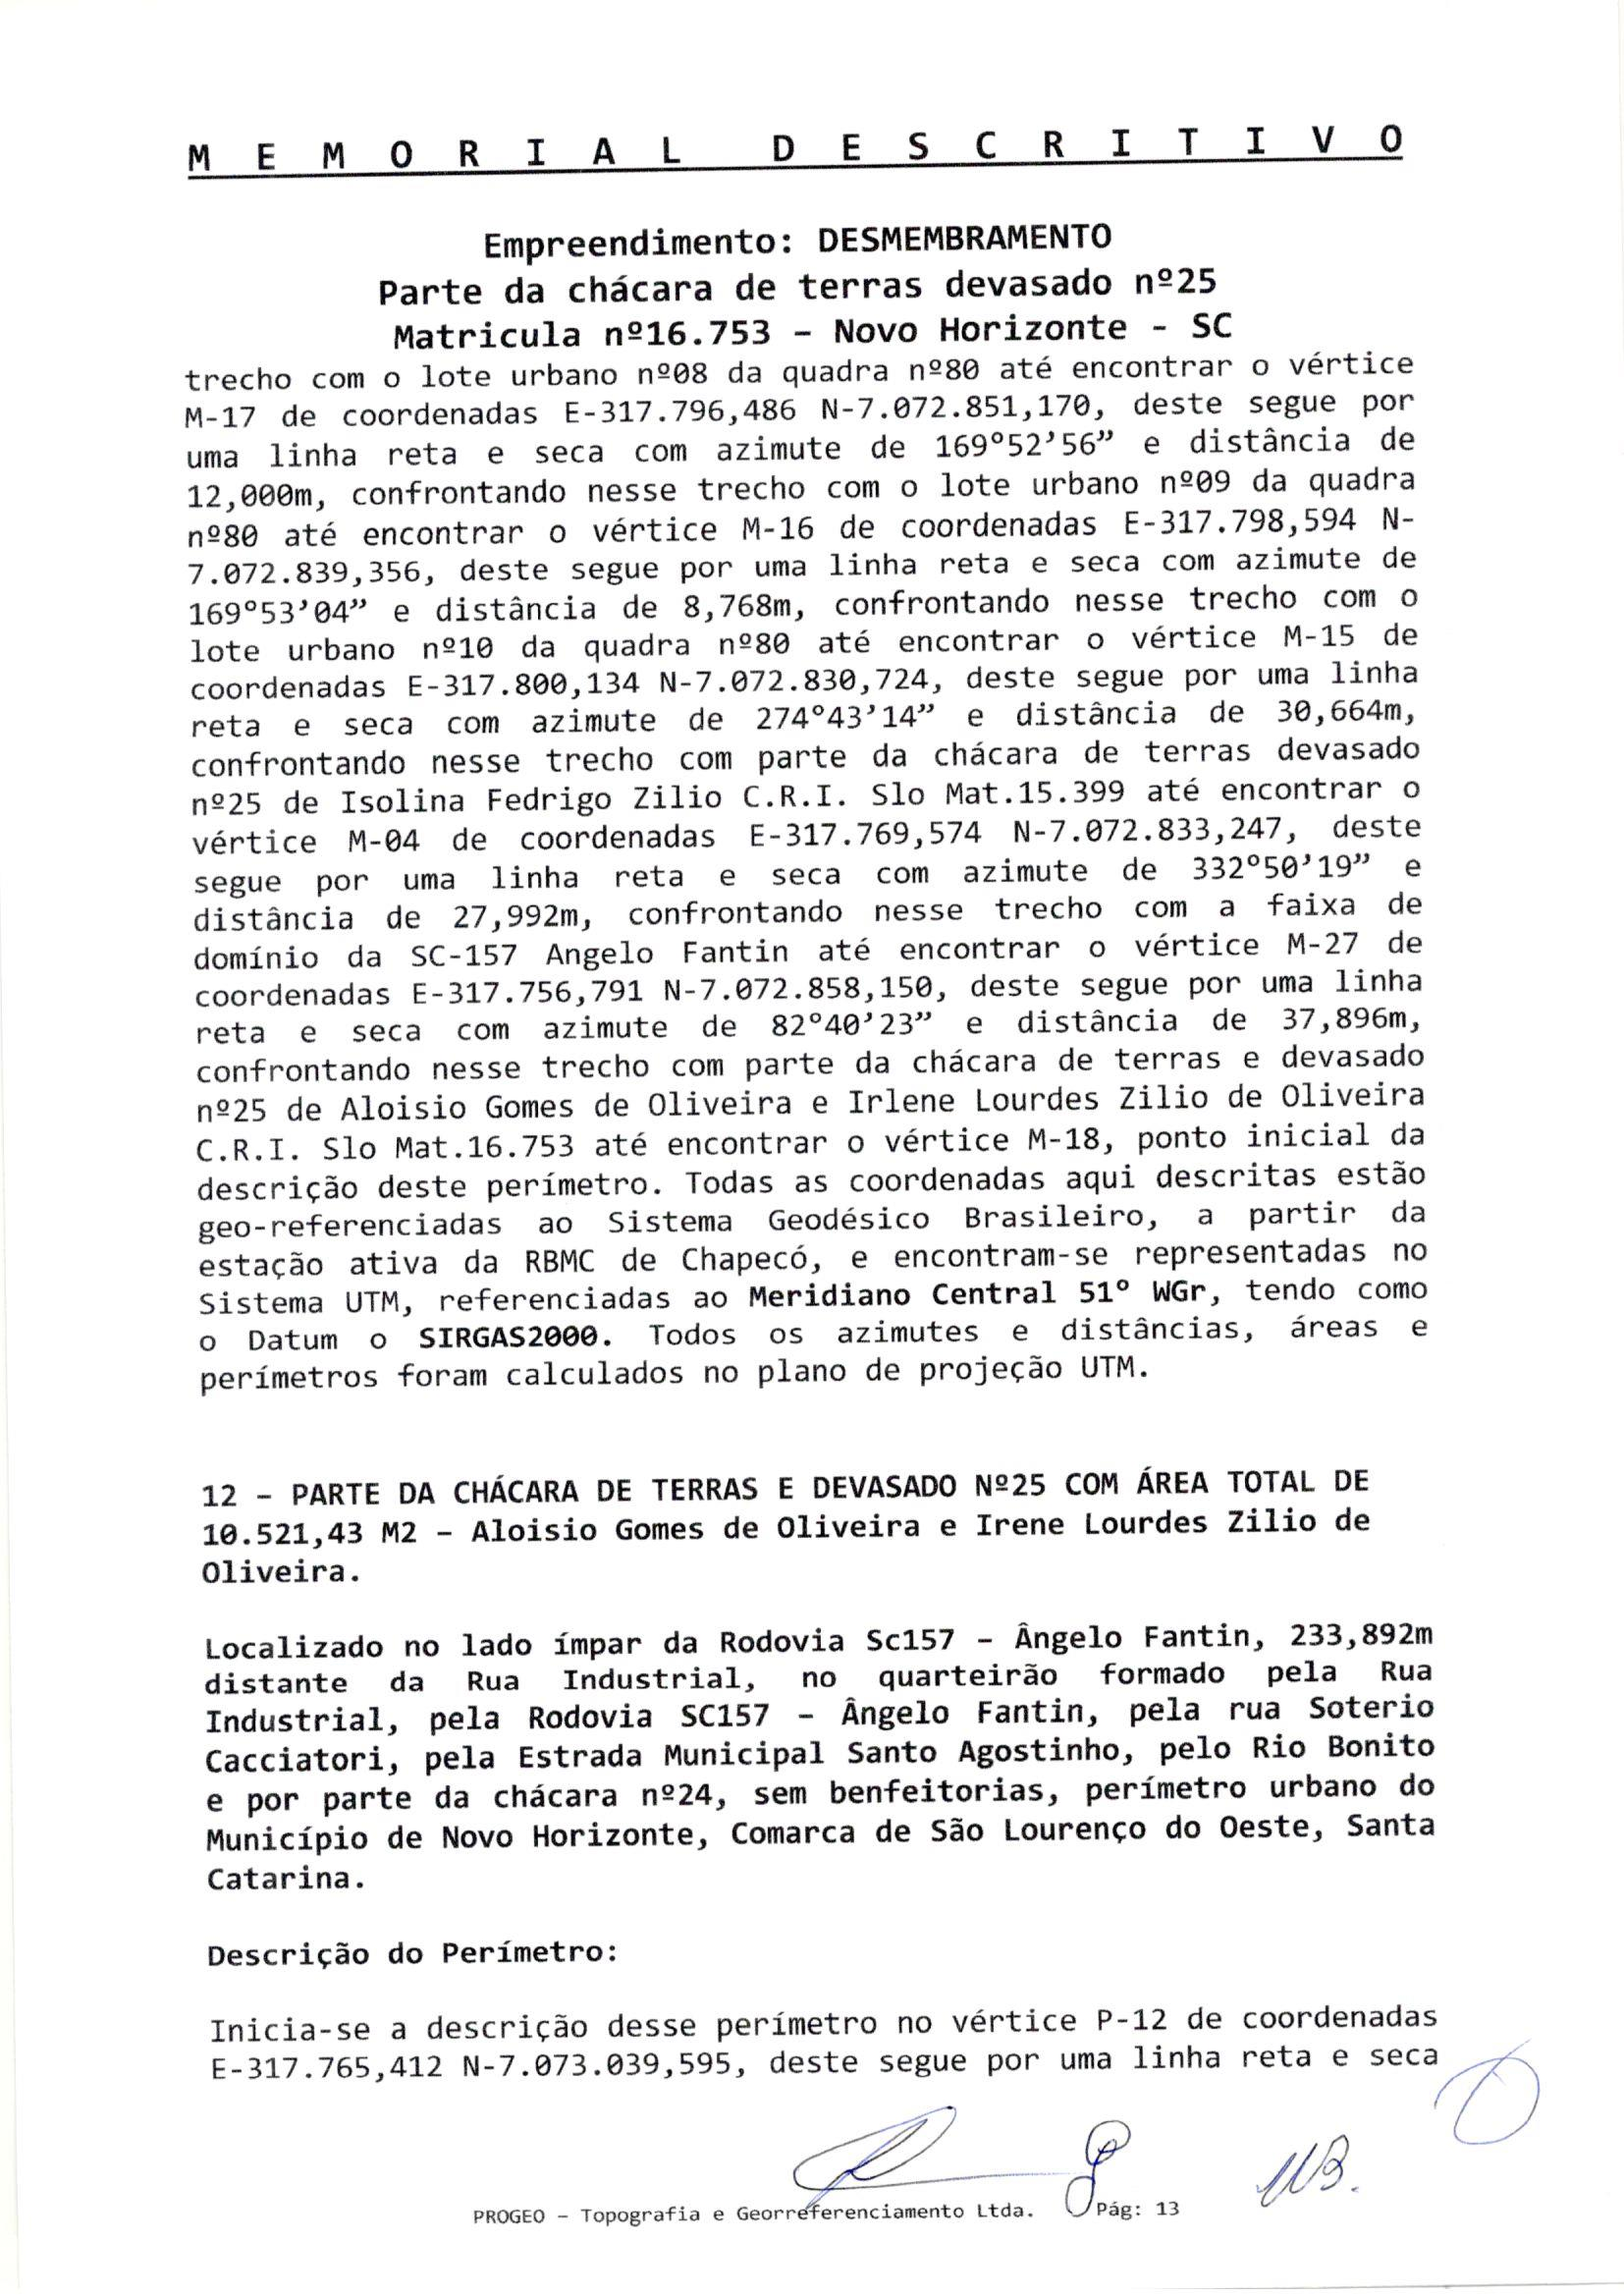 M E M O R I A L D E S C R I T I V O
Empreendimento: DESMEMBRAMENTO
Parte da chácara de terras devasado nº25
Matricula nº16.753 – Novo Horizonte - SC
trecho com o lote urbano nº08 da quadra nº80 até encontrar o vértice
M-17 de coordenadas E-317.796,486 N-7.072.851,170, deste segue por
uma linha reta e seca com azimute de 169°52’56” e distância de
12,000m, confrontando nesse trecho com o lote urbano nº09 da quadra
nº80 até encontrar o vértice M-16 de coordenadas E-317.798,594 N-
7.072.839,356, deste segue por uma linha reta e seca com azimute de
169°53’04” e distância de 8,768m, confrontando nesse trecho com o
lote urbano nº10 da quadra nº80 até encontrar o vértice M-15 de
coordenadas E-317.800,134 N-7.072.830,724, deste segue por uma linha
reta e seca com azimute de 274°43’14” e distância de 30,664m,
confrontando nesse trecho com parte da chácara de terras devasado
nº25 de Isolina Fedrigo Zilio C.R.I. Slo Mat.15.399 até encontrar o
vértice M-04 de coordenadas E-317.769,574 N-7.072.833,247, deste
segue por uma linha reta e seca com azimute de 332°50’19” e
distância de 27,992m, confrontando nesse trecho com a faixa de
domínio da SC-157 Angelo Fantin até encontrar o vértice M-27 de
coordenadas E-317.756,791 N-7.072.858,150, deste segue por uma linha
reta e seca com azimute de 82°40’23” e distância de 37,896m,
confrontando nesse trecho com parte da chácara de terras e devasado
nº25 de Aloisio Gomes de Oliveira e Irlene Lourdes Zilio de Oliveira
C.R.I. Slo Mat.16.753 até encontrar o vértice M-18, ponto inicial da
descrição deste perímetro. Todas as coordenadas aqui descritas estão
geo-referenciadas ao Sistema Geodésico Brasileiro, a partir da
estação ativa da RBMC de Chapecó, e encontram-se representadas no
Sistema UTM, referenciadas ao Meridiano Central 51° WGr, tendo como
o Datum o SIRGAS2000. Todos os azimutes e distâncias, áreas e
perímetros foram calculados no plano de projeção UTM.
12 – PARTE DA CHÁCARA DE TERRAS E DEVASADO Nº25 COM ÁREA TOTAL DE
10.521,43 M2 – Aloisio Gomes de Oliveira e Irene Lourdes Zilio de
Oliveira.
Localizado no lado ímpar da Rodovia Sc157 – Ângelo Fantin, 233,892m
distante da Rua Industrial, no quarteirão formado pela Rua
Industrial, pela Rodovia SC157 – Ângelo Fantin, pela rua Soterio
Cacciatori, pela Estrada Municipal Santo Agostinho, pelo Rio Bonito
e por parte da chácara nº24, sem benfeitorias, perímetro urbano do
Município de Novo Horizonte, Comarca de São Lourenço do Oeste, Santa
Catarina.
Descrição do Perímetro:
Inicia-se a descrição desse perímetro no vértice P-12 de coordenadas
E-317.765,412 N-7.073.039,595, deste segue por uma linha reta e seca
PROGEO – Topografia e Georreferenciamento Ltda. Pág: 13